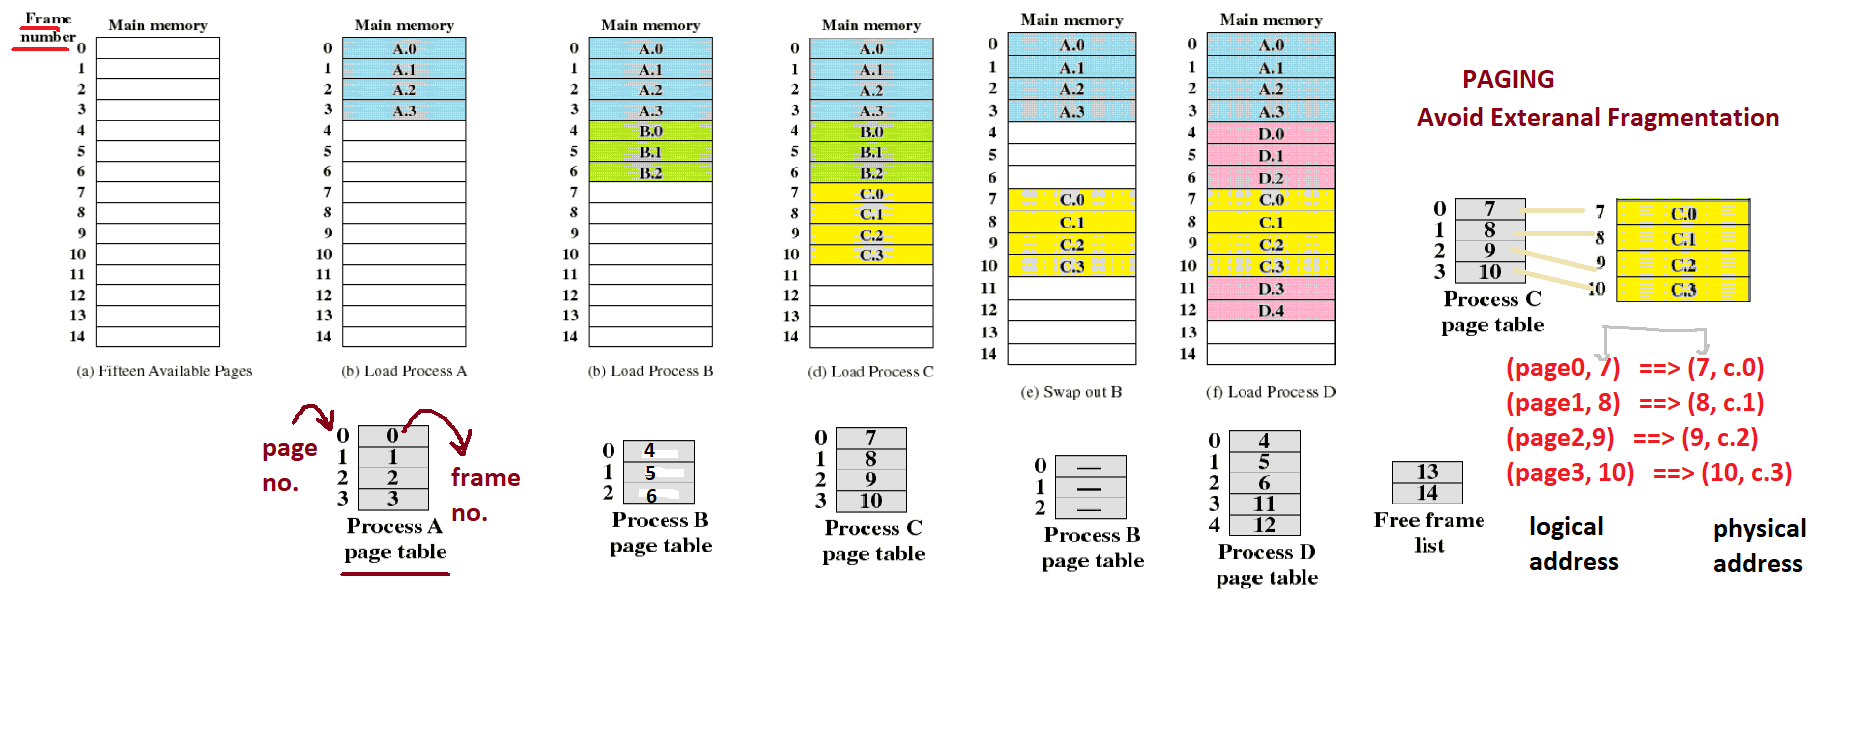 Frame
number
Main memory
0
1
2
3
4
5
6
7
8
9
10
11
12
13
14
(a) Fifteen Available Pages
Main memory
0 A.0
1 A.1
2 A.2
3 A.3
4
5
6
7
8
9
10
11
12
13
14
(b) Load Process A
Main memory
0 A.0
1 A.1
2 A.2
3 A.3
4 B.0
5 B.1
6 B.2
7
8
9
10
11
12
13
14
(b) Load Process B
Main memory
0 A.0
1 A.1
2 A.2
3 A.3
4 B.0
5 B.1
6 B.2
7 C.0
8 C.1
9 C.2
10 C.3
11
12
13
14
(d) Load Process C
Main memory
0 A.0
1 A.1
2 A.2
3 A.3
4
5
6
7 C.0
8 C.1
9 C.2
10 C.3
11
12
13
14
(e) Swap out B
Main memory
0 A.0
1 A.1
2 A.2
3 A.3
4 D.0
5 D.1
6 D.2
7 C.0
8 C.1
9 C.2
10 C.3
11 D.3
12 D.4
13
14
(f) Load Process D
PAGING
Avoid Exteranal Fragmentation
0 7 7 C.0
1 8 8 C.1
2 9 9 C.2
3 10 10 C.3
Process C
page table
(page0, 7) ==> (7, c.0)
(page1, 8) ==> (8, c.1)
(page2,9) ==> (9, c.2)
(page3, 10) ==> (10, c.3)
logical
address
physical
address
page
no.
0 0
1 1
2 2
3 3
frame
no.
Process A
page table
0 4
1 5
2 6
Process B
page table
0 7
1 8
2 9
3 10
Process C
page table
0 —
1 —
2 —
Process B
page table
0 4
1 5
2 6
3 11
4 12
Process D
page table
13
14
Free frame
list